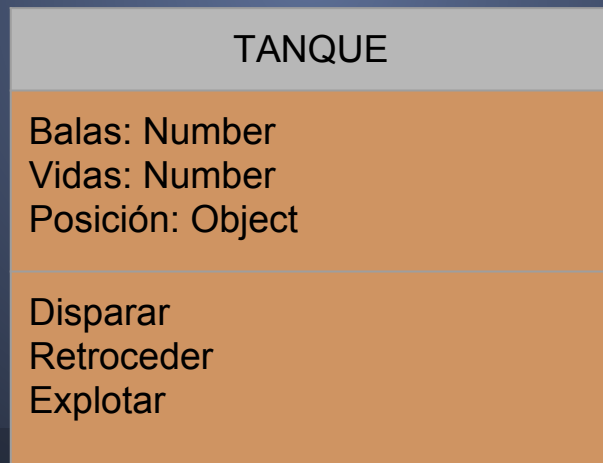 TANQUE
Balas: Number
Vidas: Number
Posición: Object
Disparar
Retroceder
Explotar